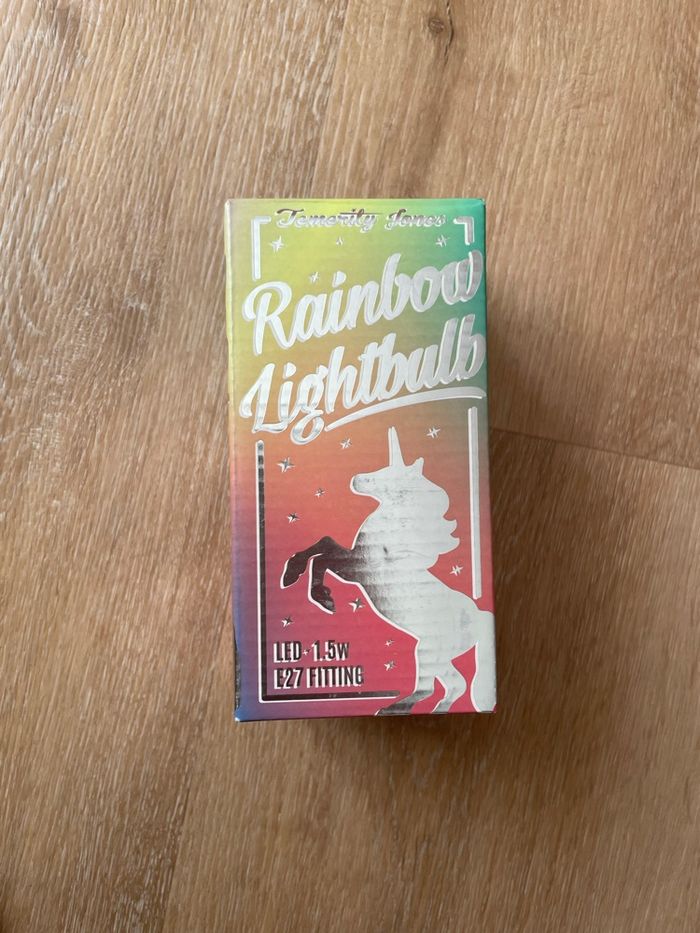 Temerity Jones
Rainbow
Lightbulb
LED 1.5W
E27 FITTING